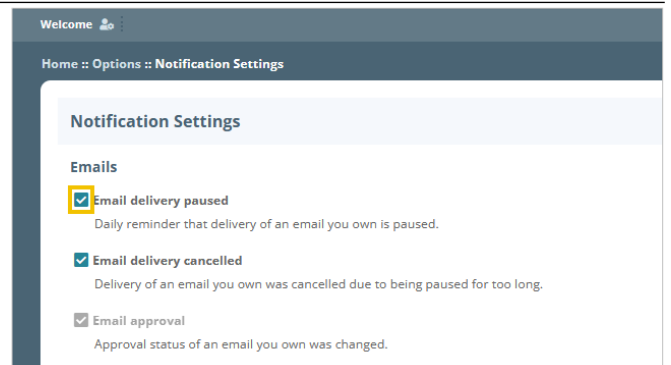 Welcome
Home :: Options :: Notification Settings
Notification Settings
Emails
Email delivery paused
Daily reminder that delivery of an email you own is paused.
Email delivery cancelled
Delivery of an email you own was cancelled due to being paused for too long.
Email approval
Approval status of an email you own was changed.